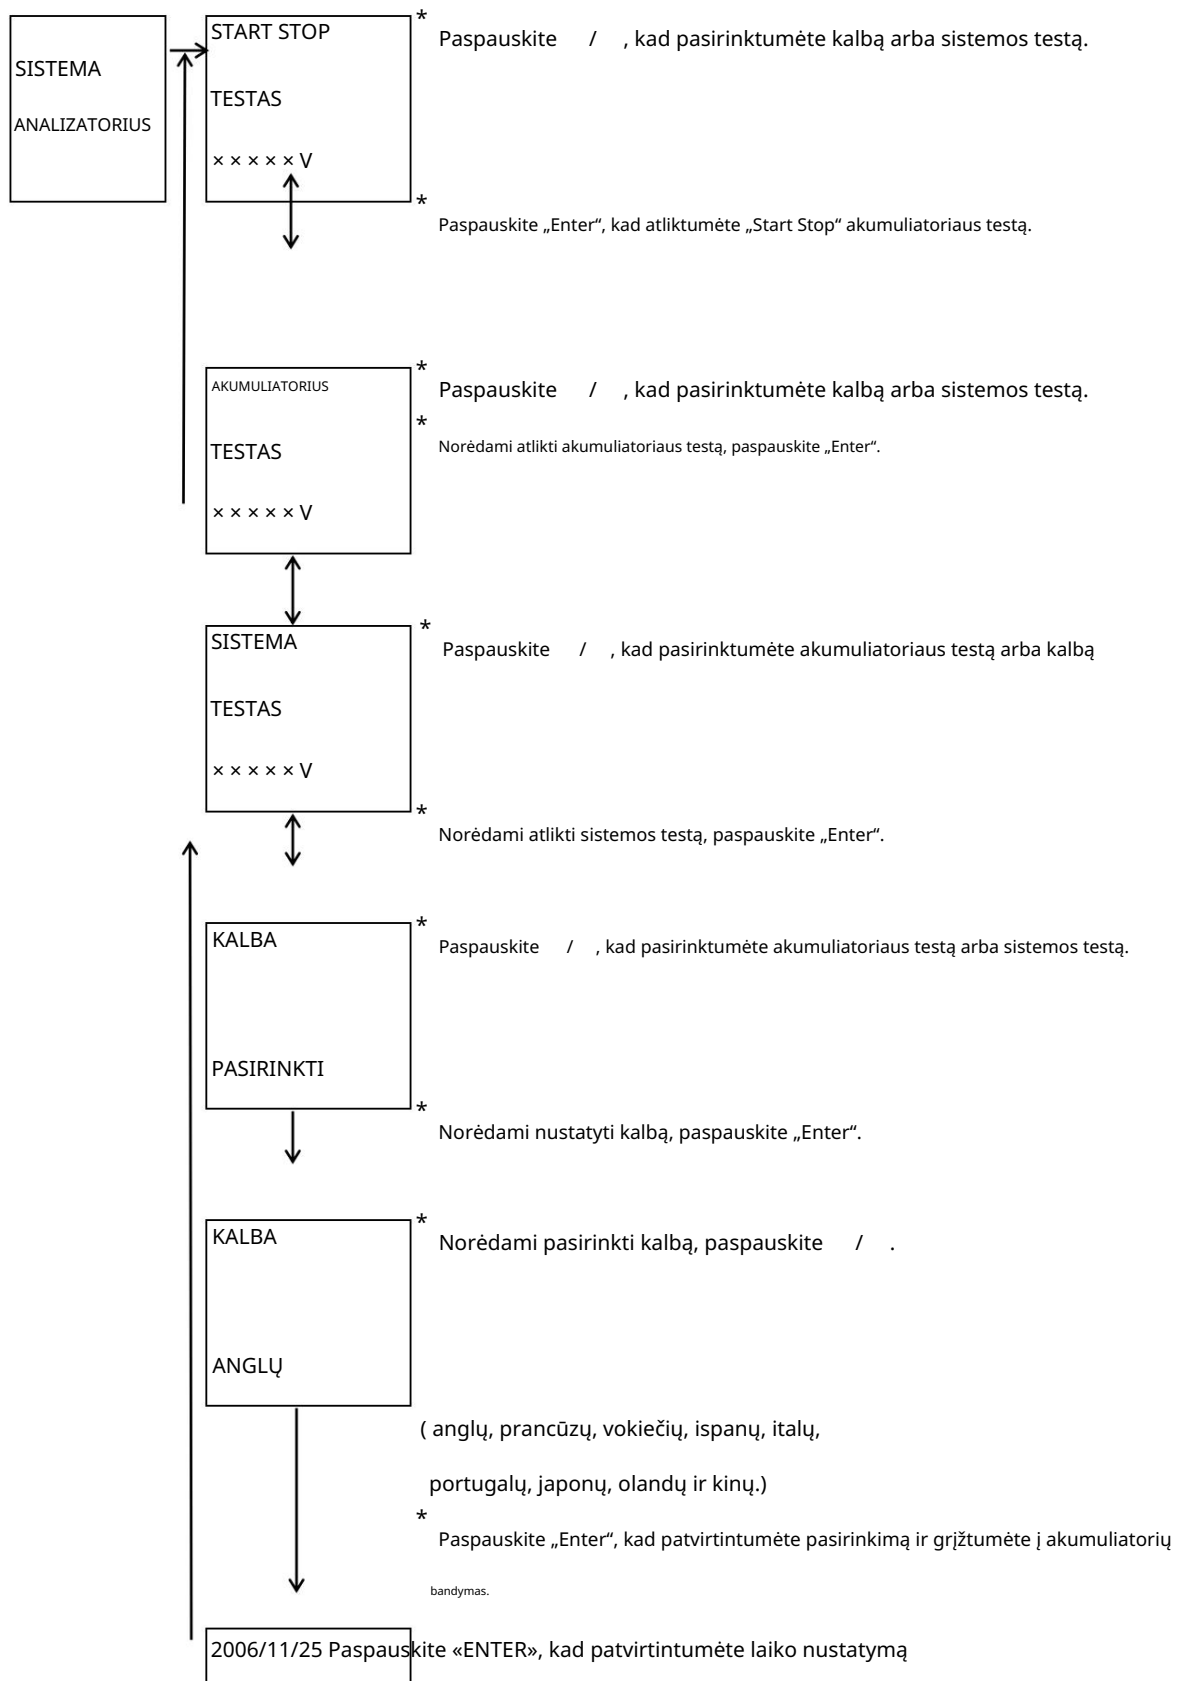 START STOP
*
Paspauskite / , kad pasirinktumėte kalbą arba sistemos testą.
SISTEMA
TESTAS
ANALIZATORIUS
× × × × × V
*
Paspauskite „Enter“, kad atliktumėte „Start Stop“ akumuliatoriaus testą.
*
AKUMULIATORIUS
Paspauskite / , kad pasirinktumėte kalbą arba sistemos testą.
*
Norėdami atlikti akumuliatoriaus testą, paspauskite „Enter“.
TESTAS
× × × × × V
*
SISTEMA
Paspauskite / , kad pasirinktumėte akumuliatoriaus testą arba kalbą
TESTAS
× × × × × V
*
Norėdami atlikti sistemos testą, paspauskite „Enter“.
*
KALBA
Paspauskite / , kad pasirinktumėte akumuliatoriaus testą arba sistemos testą.
PASIRINKTI
*
Norėdami nustatyti kalbą, paspauskite „Enter“.
*
KALBA
Norėdami pasirinkti kalbą, paspauskite / .
ANGLŲ
( anglų, prancūzų, vokiečių, ispanų, italų,
portugalų, japonų, olandų ir kinų.)
*
Paspauskite „Enter“, kad patvirtintumėte pasirinkimą ir grįžtumėte į akumuliatorių
bandymas.
2006/11/25 Paspauskite «ENTER», kad patvirtintumėte laiko nustatymą